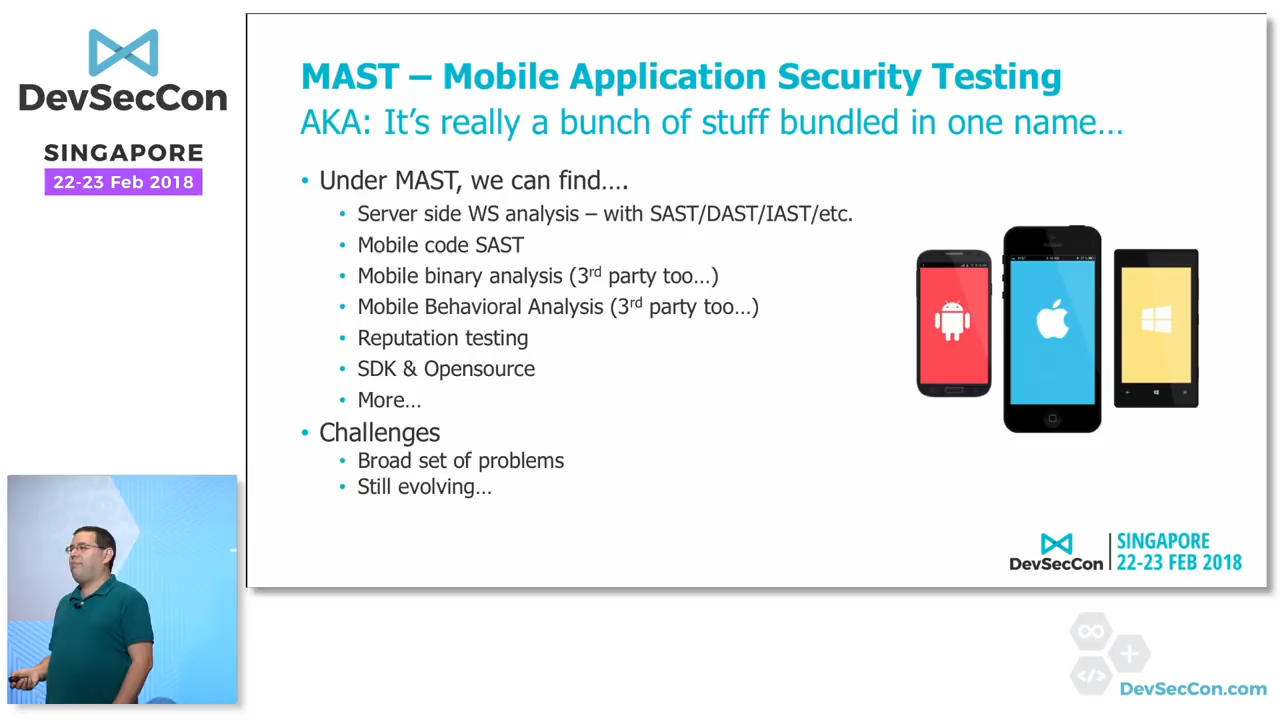 DevSecCon
SINGAPORE
22-23 Feb 2018
MAST – Mobile Application Security Testing
AKA: It's really a bunch of stuff bundled in one name…
• Under MAST, we can find….
• Server side WS analysis – with SAST/DAST/IAST/etc.
• Mobile code SAST
• Mobile binary analysis (3rd party too…)
• Mobile Behavioral Analysis (3rd party too…)
• Reputation testing
• SDK & Opensource
• More…
• Challenges
• Broad set of problems
• Still evolving…
DevSecCon
SINGAPORE
22-23 FEB 2018
DevSecCon.com